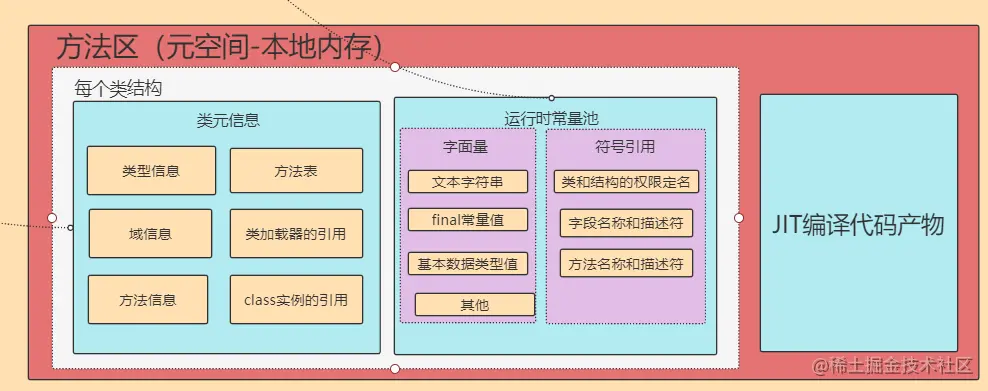 方法区（元空间-本地内存）
每个类结构
类元信息
类型信息
方法表
域信息
类加载器的引用
方法信息
class实例的引用
运行时常量池
字面量
文本字符串
final常量值
基本数据类型值
其他
符号引用
类和结构的权限定名
字段名称和描述符
方法名称和描述符
JIT编译代码产物
@稀土掘金技术社区